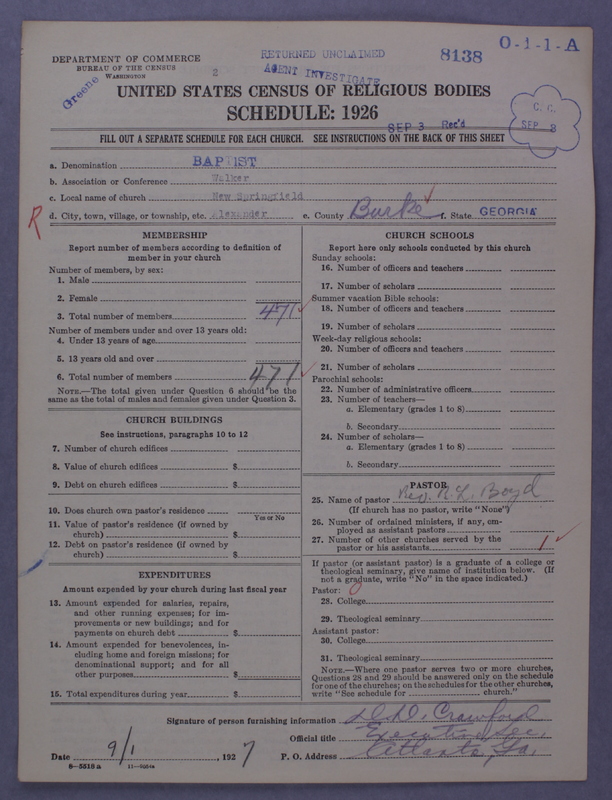 RETURNED UNCLAIMED
AGENT INVESTIGATE
8138
O-1-1-A
DEPARTMENT OF COMMERCE
BUREAU OF THE CENSUS
WASHINGTON
Greene
2
UNITED STATES CENSUS OF RELIGIOUS BODIES
SCHEDULE: 1926
SEP 3 Rec'd
C. C.
SEP 8
FILL OUT A SEPARATE SCHEDULE FOR EACH CHURCH. SEE INSTRUCTIONS ON THE BACK OF THIS SHEET
a. Denomination BAPTIST
b. Association or Conference Walker
c. Local name of church New Springfield
R
d. City, town, village, or township, etc. Alexander e. County Burke f. State GEORGIA
MEMBERSHIP
Report number of members according to definition of member in your church
Number of members, by sex:
1. Male
2. Female
3. Total number of members 471
Number of members under and over 13 years old:
4. Under 13 years of age
5. 13 years old and over
6. Total number of members 471
NOTE.—The total given under Question 6 should be the same as the total of males and females given under Question 3.
CHURCH BUILDINGS
See instructions, paragraphs 10 to 12
7. Number of church edifices
8. Value of church edifices $
9. Debt on church edifices $
10. Does church own pastor's residence
Yes or No
11. Value of pastor's residence (if owned by church) $
12. Debt on pastor's residence (if owned by church) $
EXPENDITURES
Amount expended by your church during last fiscal year
13. Amount expended for salaries, repairs, and other running expenses; for improvements or new buildings; and for payments on church debt $
14. Amount expended for benevolences, including home and foreign missions; for denominational support; and for all other purposes $
15. Total expenditures during year $
CHURCH SCHOOLS
Report here only schools conducted by this church
Sunday schools:
16. Number of officers and teachers
17. Number of scholars
Summer vacation Bible schools:
18. Number of officers and teachers
19. Number of scholars
Week-day religious schools:
20. Number of officers and teachers
21. Number of scholars
Parochial schools:
22. Number of administrative officers
23. Number of teachers—
a. Elementary (grades 1 to 8)
b. Secondary
24. Number of scholars—
a. Elementary (grades 1 to 8)
b. Secondary
PASTOR
25. Name of pastor Rev. R. L. Boyd
(If church has no pastor, write "None")
26. Number of ordained ministers, if any, employed as assistant pastors
27. Number of other churches served by the pastor or his assistants 1
If pastor (or assistant pastor) is a graduate of a college or theological seminary, give name of institution below. (If not a graduate, write "No" in the space indicated.)
Pastor: 0
28. College
29. Theological seminary
Assistant pastor:
30. College
31. Theological seminary
NOTE.—Where one pastor serves two or more churches, Questions 28 and 29 should be answered only on the schedule for one of the churches; on the schedules for the other churches, write "See schedule for church."
Signature of person furnishing information D. D. Crawford
Official title Executive Sec.
Date 9/1 1927 P. O. Address Atlanta, Ga.
8—5518 a